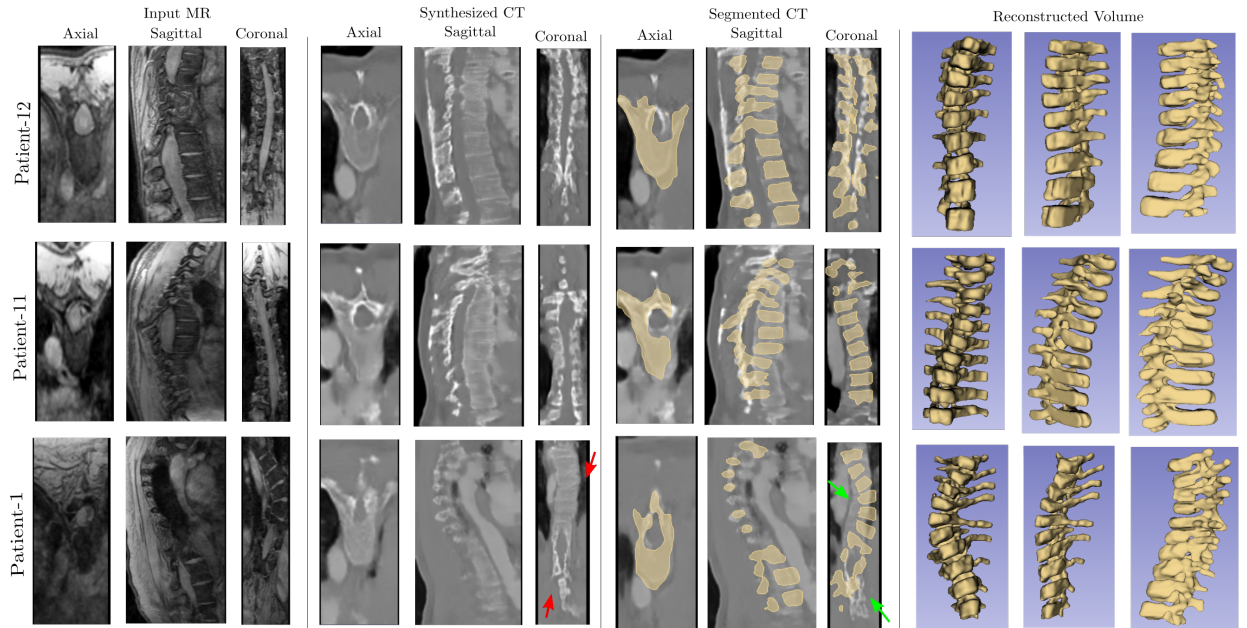 Input MR
Axial Sagittal Coronal
Synthesized CT
Axial Sagittal Coronal
Segmented CT
Axial Sagittal Coronal
Reconstructed Volume
Patient-12
Patient-11
Patient-1